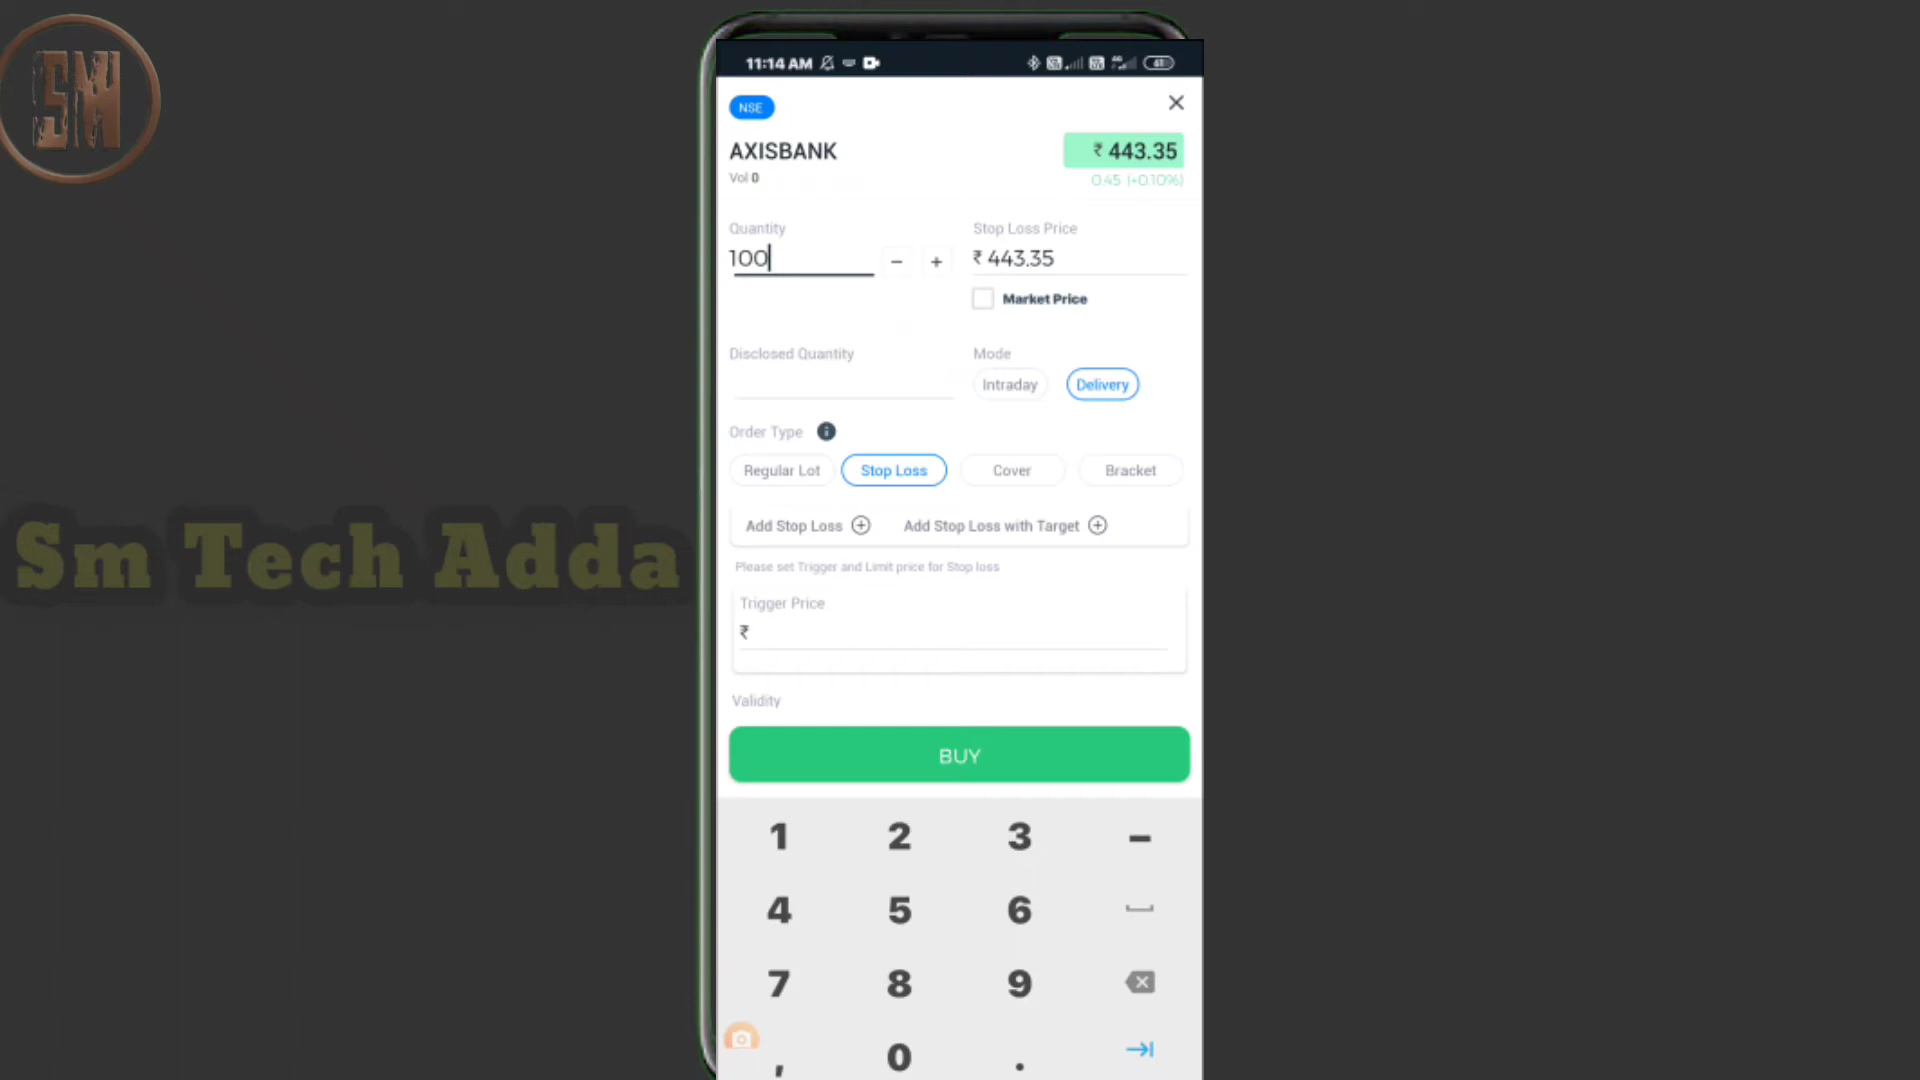 SM
11:14 AM
NSE
AXISBANK
₹ 443.35
Vol 0
0.45 (+0.10%)
Quantity
Stop Loss Price
100
₹ 443.35
Market Price
Disclosed Quantity
Mode
Intraday
Delivery
Order Type
Regular Lot
Stop Loss
Cover
Bracket
Add Stop Loss
Add Stop Loss with Target
Please set Trigger and Limit price for Stop loss
Sm Tech Adda
Trigger Price
₹
Validity
BUY
1 2 3 -
4 5 6
7 8 9
, 0 .